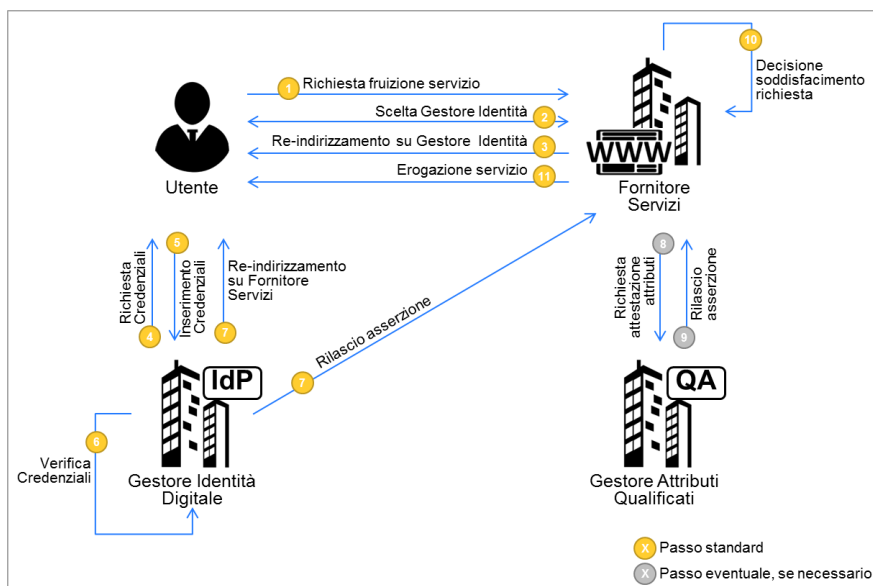 10
Decisione
soddisfacimento
richiesta
1
Richiesta fruizione servizio
Scelta Gestore Identità
2
Re-indirizzamento su Gestore Identità
3
WWW
Erogazione servizio
11
Utente
Fornitore
Servizi
Richiesta
Credenziali
4
5
Inserimento
Credenziali
Re-indirizzamento
su Fornitore
Servizi
7
Rilascio asserzione
7
8
Richiesta
attestazione
attributi
Rilascio
asserzione
9
IdP
QA
6
Verifica
Credenziali
Gestore Identità
Digitale
Gestore Attributi
Qualificati
X Passo standard
X Passo eventuale, se necessario